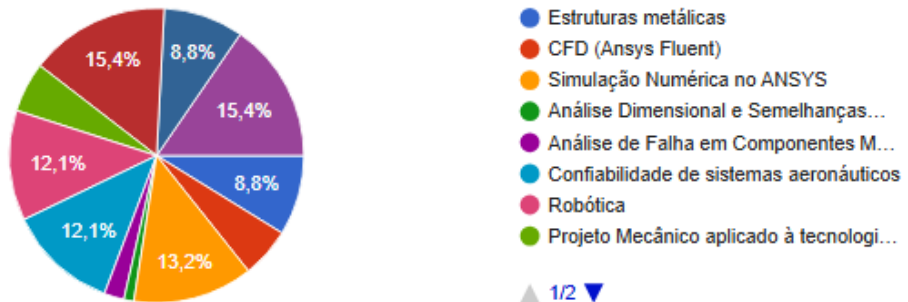 15,4%
8,8%
15,4%
12,1%
8,8%
12,1%
13,2%
Estruturas metálicas
CFD (Ansys Fluent)
Simulação Numérica no ANSYS
Análise Dimensional e Semelhanças...
Análise de Falha em Componentes M...
Confiabilidade de sistemas aeronáuticos
Robótica
Projeto Mecânico aplicado à tecnologi...
1/2